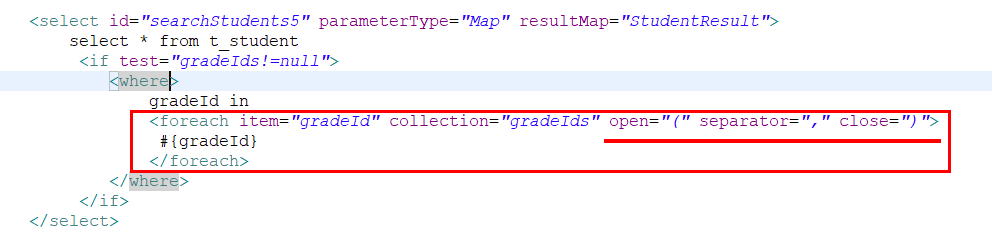 <select id="searchStudents5" parameterType="Map" resultMap="StudentResult">
select * from t_student
<if test="gradeIds!=null">
<where>
gradeId in
<foreach item="gradeId" collection="gradeIds" open="(" separator="," close=")">
#{gradeId}
</foreach>
</where>
</if>
</select>